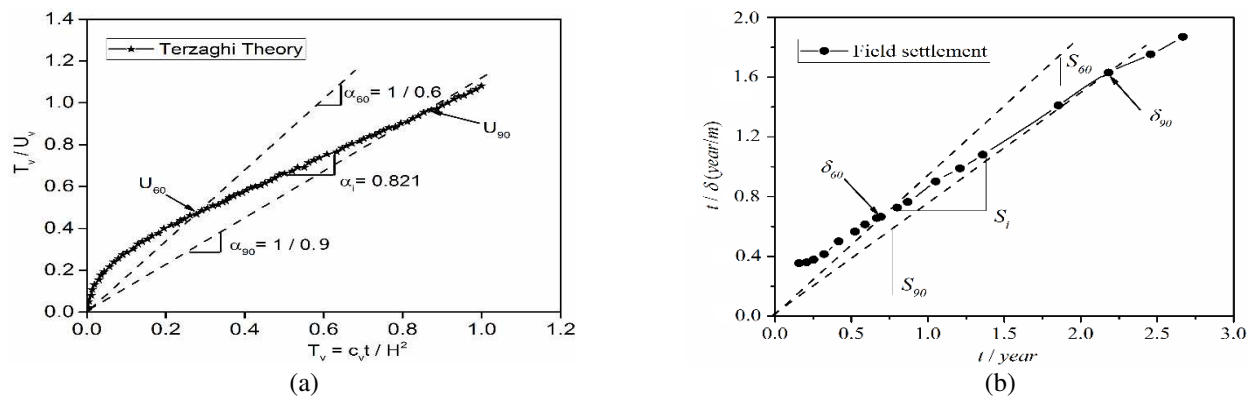 1.4
1.2
1.0
0.8
0.6
0.4
0.2
0.0
Tᵥ / Uᵥ
Terzaghi Theory
α₆₀= 1 / 0.6
U₉₀
U₆₀
αᵢ= 0.821
α₉₀= 1 / 0.9
0.0 0.2 0.4 0.6 0.8 1.0 1.2
Tᵥ = cᵥt / H²
(a)
2.0
1.6
1.2
0.8
0.4
0.0
t / δ (year/m)
Field settlement
S₆₀
δ₉₀
δ₆₀
Sᵢ
S₉₀
0.0 0.5 1.0 1.5 2.0 2.5 3.0
t / year
(b)